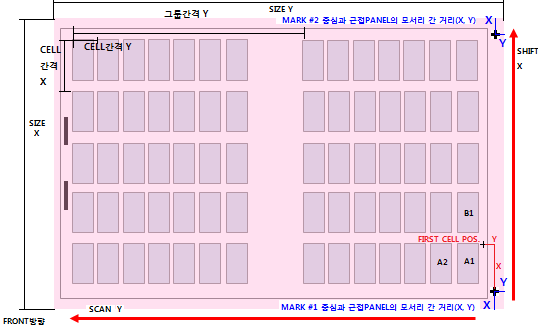 SIZE Y
그룹간격 Y
MARK #2 중심과 근접PANEL의 모서리 간 거리(X, Y)
X
Y
CELL
간격
X
CELL간격 Y
SHIFT
X
SIZE
X
B1
FIRST CELL POS.
Y
A2
A1
X
Y
SCAN Y
MARK #1 중심과 근접PANEL의 모서리 간 거리(X, Y)
X
FRONT방향